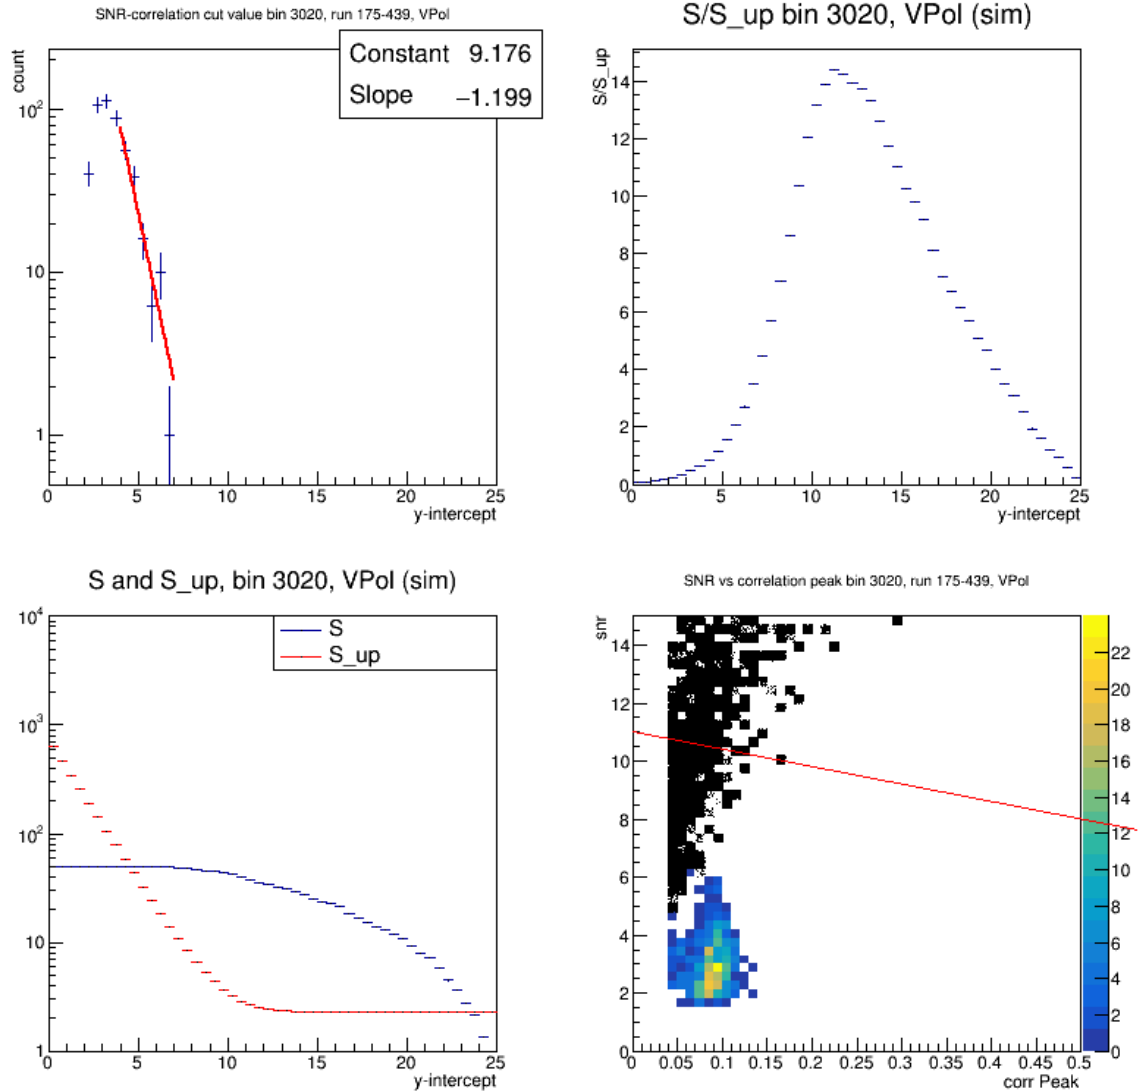 SNR-correlation cut value bin 3020, run 175-439, VPol
Constant 9.176
Slope −1.199
count
10²
10
1
0 5 10 15 20 25
y-intercept
S/S_up bin 3020, VPol (sim)
S/S_up
14
12
10
8
6
4
2
0
0 5 10 15 20 25
y-intercept
S and S_up, bin 3020, VPol (sim)
S
S_up
10⁴
10³
10²
10
1
0 5 10 15 20 25
y-intercept
SNR vs correlation peak bin 3020, run 175-439, VPol
snr
14
12
10
8
6
4
2
0
0 0.05 0.1 0.15 0.2 0.25 0.3 0.35 0.4 0.45 0.5
corr Peak
22
20
18
16
14
12
10
8
6
4
2
0